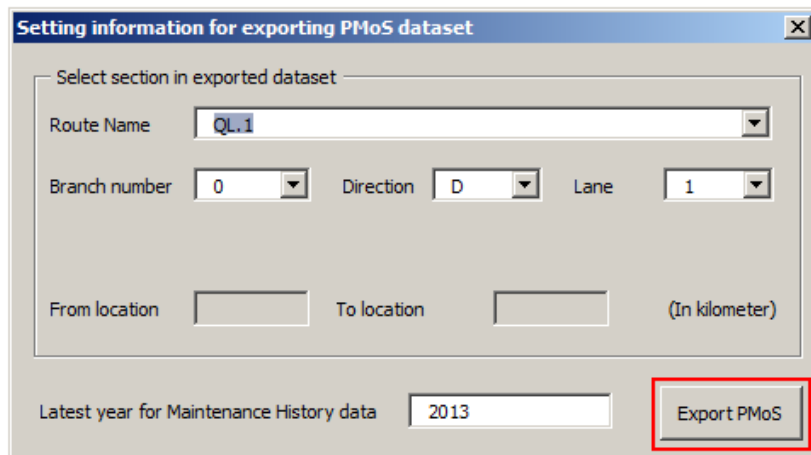 Setting information for exporting PMoS dataset
Select section in exported dataset
Route Name QL.1
Branch number 0 Direction D Lane 1
From location To location (In kilometer)
Latest year for Maintenance History data 2013 Export PMoS